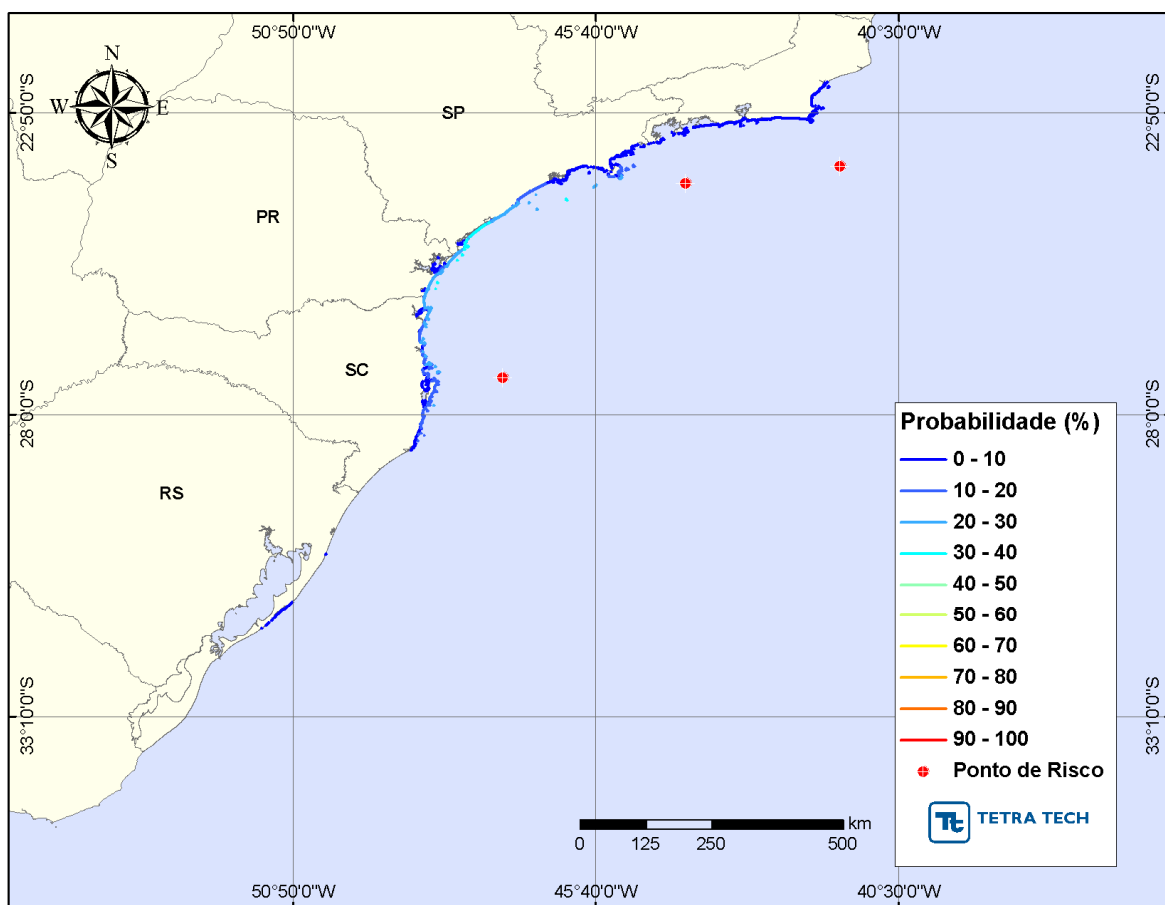 50°50'0"W
45°40'0"W
40°30'0"W
N
W
E
S
22°50'0"S
22°50'0"S
SP
PR
SC
RS
28°0'0"S
28°0'0"S
33°10'0"S
33°10'0"S
Probabilidade (%)
0 - 10
10 - 20
20 - 30
30 - 40
40 - 50
50 - 60
60 - 70
70 - 80
80 - 90
90 - 100
Ponto de Risco
Tt TETRA TECH
km
0 125 250 500
50°50'0"W
45°40'0"W
40°30'0"W